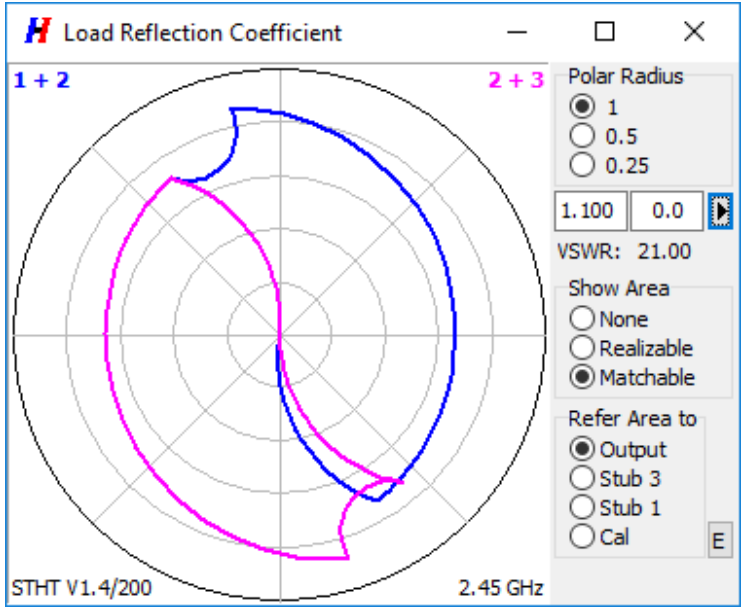 Load Reflection Coefficient
1 + 2
2 + 3
STHT V1.4/200
2.45 GHz
Polar Radius
1
0.5
0.25
1.100 0.0
VSWR: 21.00
Show Area
None
Realizable
Matchable
Refer Area to
Output
Stub 3
Stub 1
Cal
E